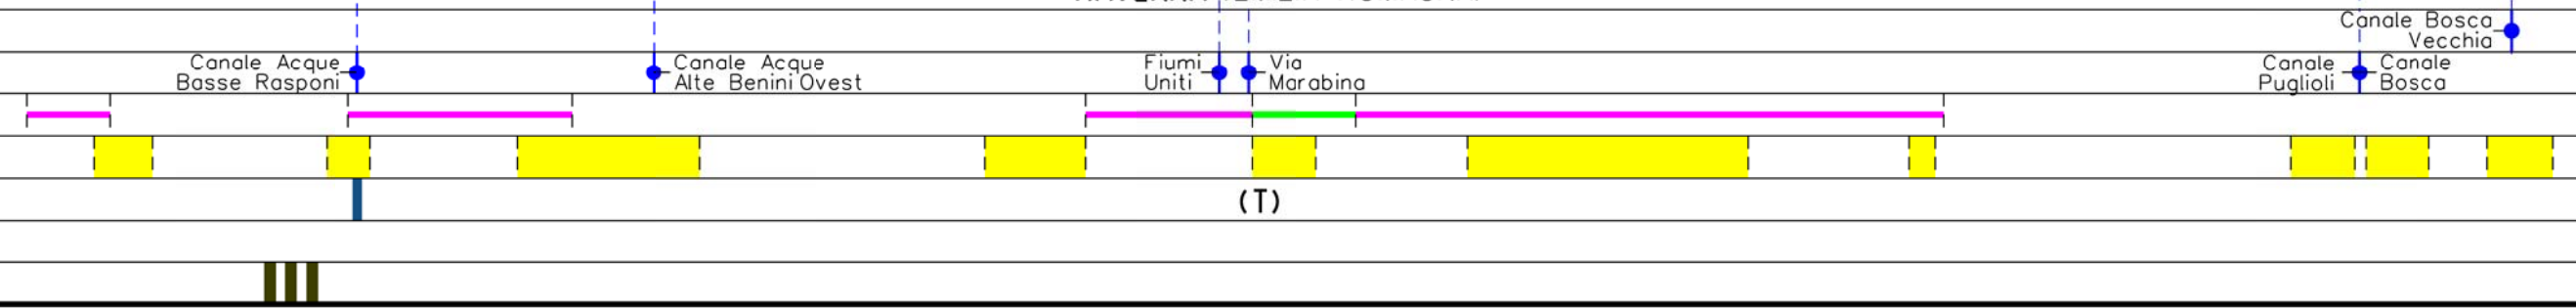 Canale Bosca
Vecchia
Canale Acque
Basse Rasponi
Canale Acque
Alte Benini Ovest
Fiumi
Uniti
Via
Marabina
Canale
Puglioli
Canale
Bosca
(T)